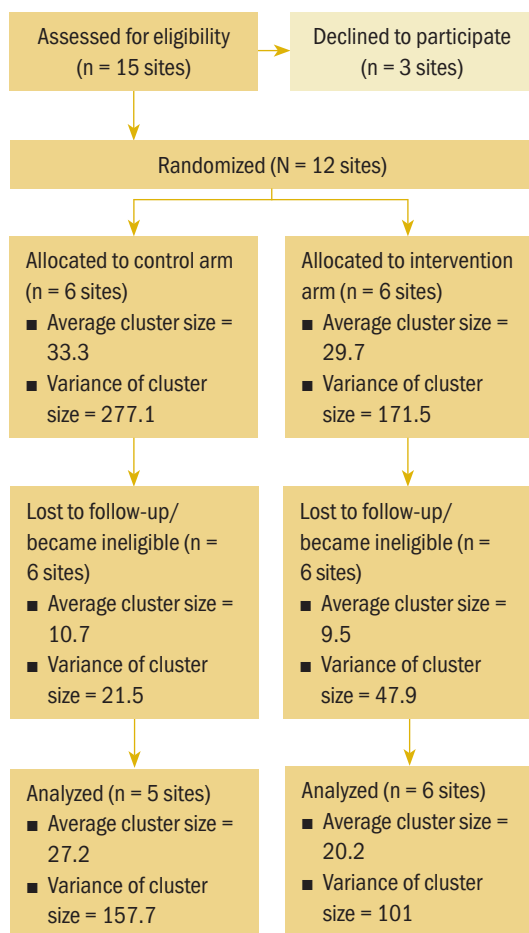 Assessed for eligibility
(n = 15 sites)
Declined to participate
(n = 3 sites)
Randomized (N = 12 sites)
Allocated to control arm
(n = 6 sites)
■ Average cluster size =
33.3
■ Variance of cluster
size = 277.1
Allocated to intervention
arm (n = 6 sites)
■ Average cluster size =
29.7
■ Variance of cluster
size = 171.5
Lost to follow-up/
became ineligible (n =
6 sites)
■ Average cluster size =
10.7
■ Variance of cluster
size = 21.5
Lost to follow-up/
became ineligible (n =
6 sites)
■ Average cluster size =
9.5
■ Variance of cluster
size = 47.9
Analyzed (n = 5 sites)
■ Average cluster size =
27.2
■ Variance of cluster
size = 157.7
Analyzed (n = 6 sites)
■ Average cluster size =
20.2
■ Variance of cluster
size = 101